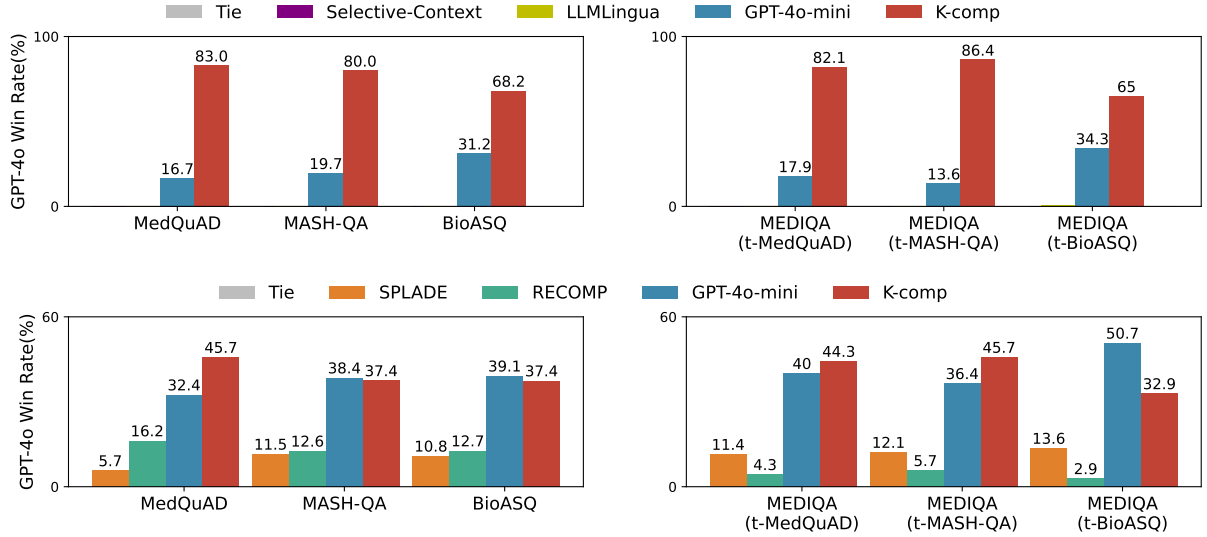 Tie Selective-Context LLMLingua GPT-4o-mini K-comp
GPT-4o Win Rate(%)
100
0
16.7 83.0 19.7 80.0 31.2 68.2
MedQuAD MASH-QA BioASQ
100
0
17.9 82.1 13.6 86.4 34.3 65
MEDIQA MEDIQA MEDIQA
(t-MedQuAD) (t-MASH-QA) (t-BioASQ)
Tie SPLADE RECOMP GPT-4o-mini K-comp
GPT-4o Win Rate(%)
60
0
5.7 16.2 32.4 45.7 11.5 12.6 38.4 37.4 10.8 12.7 39.1 37.4
MedQuAD MASH-QA BioASQ
60
0
11.4 4.3 40 44.3 12.1 5.7 36.4 45.7 13.6 2.9 50.7 32.9
MEDIQA MEDIQA MEDIQA
(t-MedQuAD) (t-MASH-QA) (t-BioASQ)